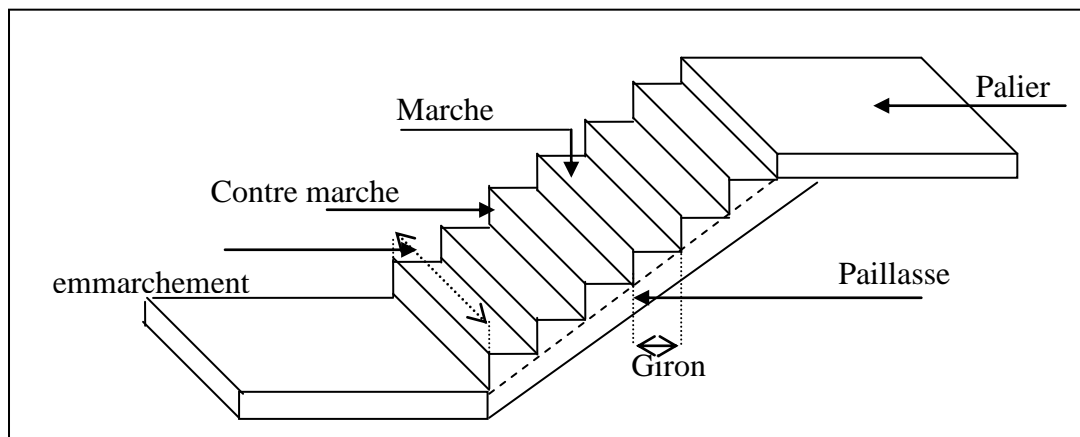 Palier
Marche
Contre marche
emmarchement
Paillasse
Giron